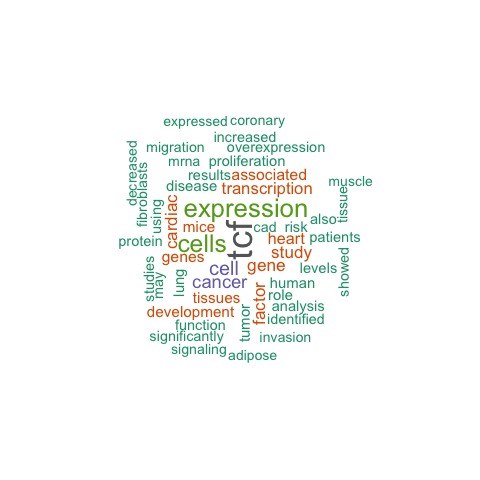 expressed coronary
increased
migration overexpression
decreased
mrna proliferation
fibroblasts
results associated
disease transcription
muscle
using
cardiac
expression
tissue
mice
tcf
cad risk also
protein
cells
heart patients
genes
study
showed
studies
may
lung
cell gene
levels
cancer
human
tissues
factor
role
development
tumor
analysis
function
identified
significantly
invasion
signaling adipose